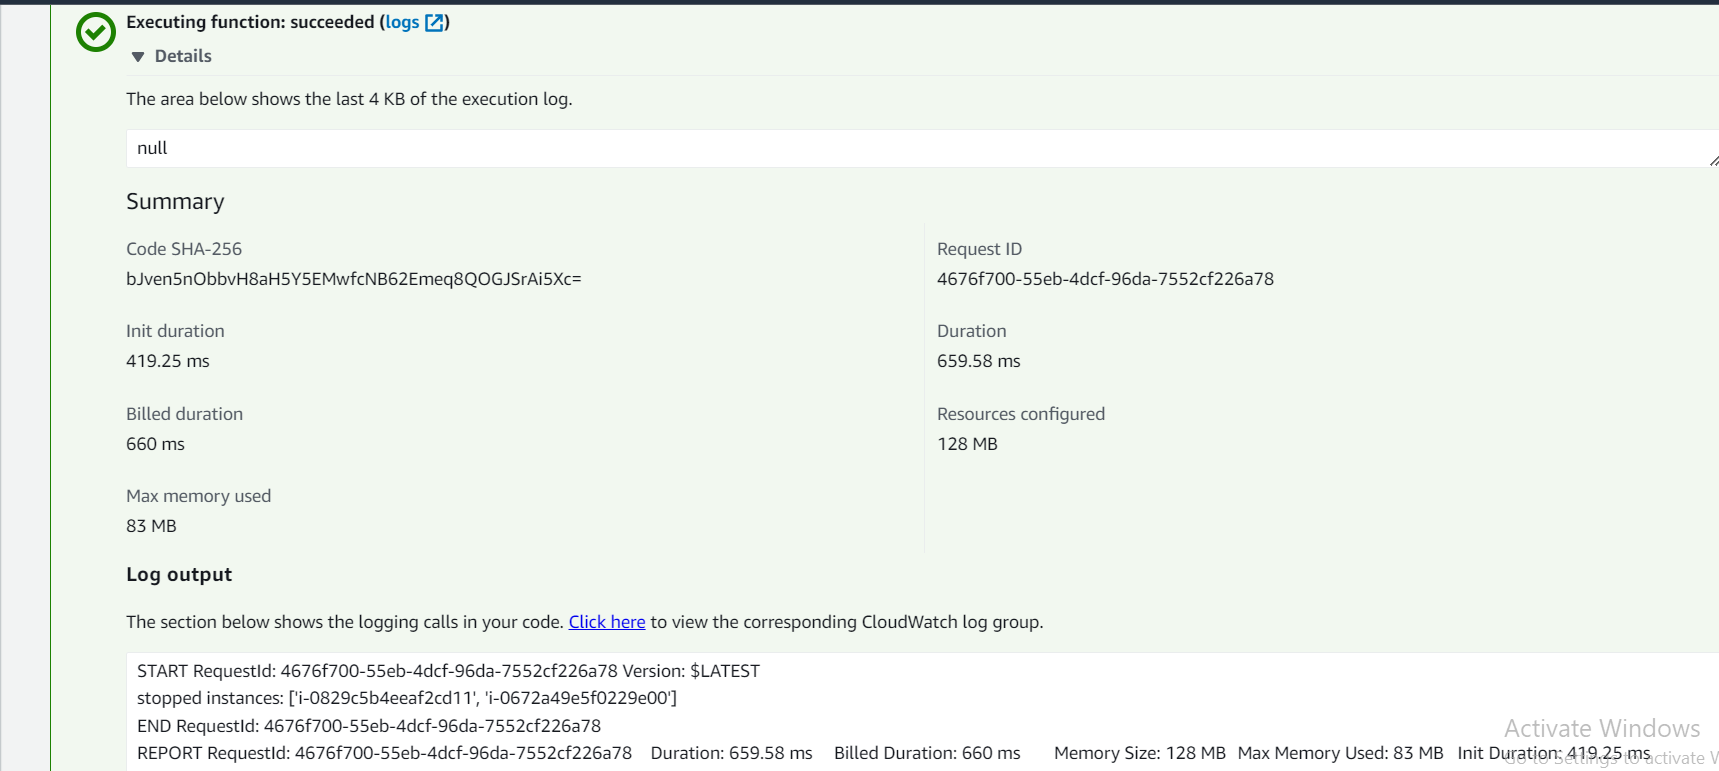 Executing function: succeeded (logs)
Details
The area below shows the last 4 KB of the execution log.
null
Summary
Code SHA-256
bJven5nObbvH8aH5Y5EMwfcNB62Emeq8QOGJSrAi5Xc=
Request ID
4676f700-55eb-4dcf-96da-7552cf226a78
Init duration
419.25 ms
Duration
659.58 ms
Billed duration
660 ms
Resources configured
128 MB
Max memory used
83 MB
Log output
The section below shows the logging calls in your code. Click here to view the corresponding CloudWatch log group.
START RequestId: 4676f700-55eb-4dcf-96da-7552cf226a78 Version: $LATEST
stopped instances: ['i-0829c5b4eeaf2cd11', 'i-0672a49e5f0229e00']
END RequestId: 4676f700-55eb-4dcf-96da-7552cf226a78
REPORT RequestId: 4676f700-55eb-4dcf-96da-7552cf226a78 Duration: 659.58 ms Billed Duration: 660 ms Memory Size: 128 MB Max Memory Used: 83 MB Init Duration: 419.25 ms
Activate Windows
Go to Settings to activate W